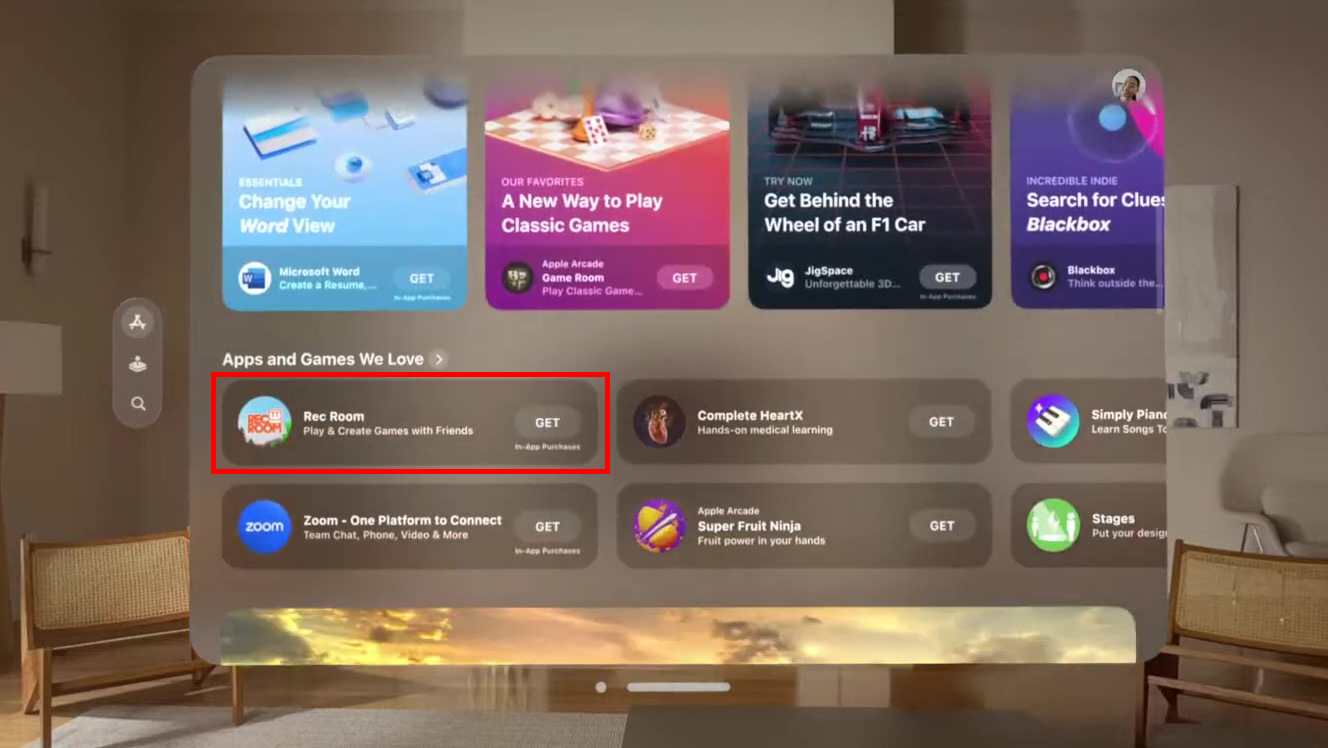 ESSENTIALS
Change Your
Word View
Microsoft Word
Create a Resume,...
GET
In-App Purchases
OUR FAVORITES
A New Way to Play
Classic Games
Apple Arcade
Game Room
Play Classic Game...
GET
TRY NOW
Get Behind the
Wheel of an F1 Car
Jig
JigSpace
Unforgettable 3D...
GET
In-App Purchases
INCREDIBLE INDIE
Search for Clues
Blackbox
Blackbox
Think outside the...
Apps and Games We Love >
REC ROOM
Rec Room
Play & Create Games with Friends
GET
In-App Purchases
Complete HeartX
Hands-on medical learning
GET
Simply Piano
Learn Songs To
zoom
Zoom - One Platform to Connect
Team Chat, Phone, Video & More
GET
In-App Purchases
Apple Arcade
Super Fruit Ninja
Fruit power in your hands
GET
Stages
Put your desig